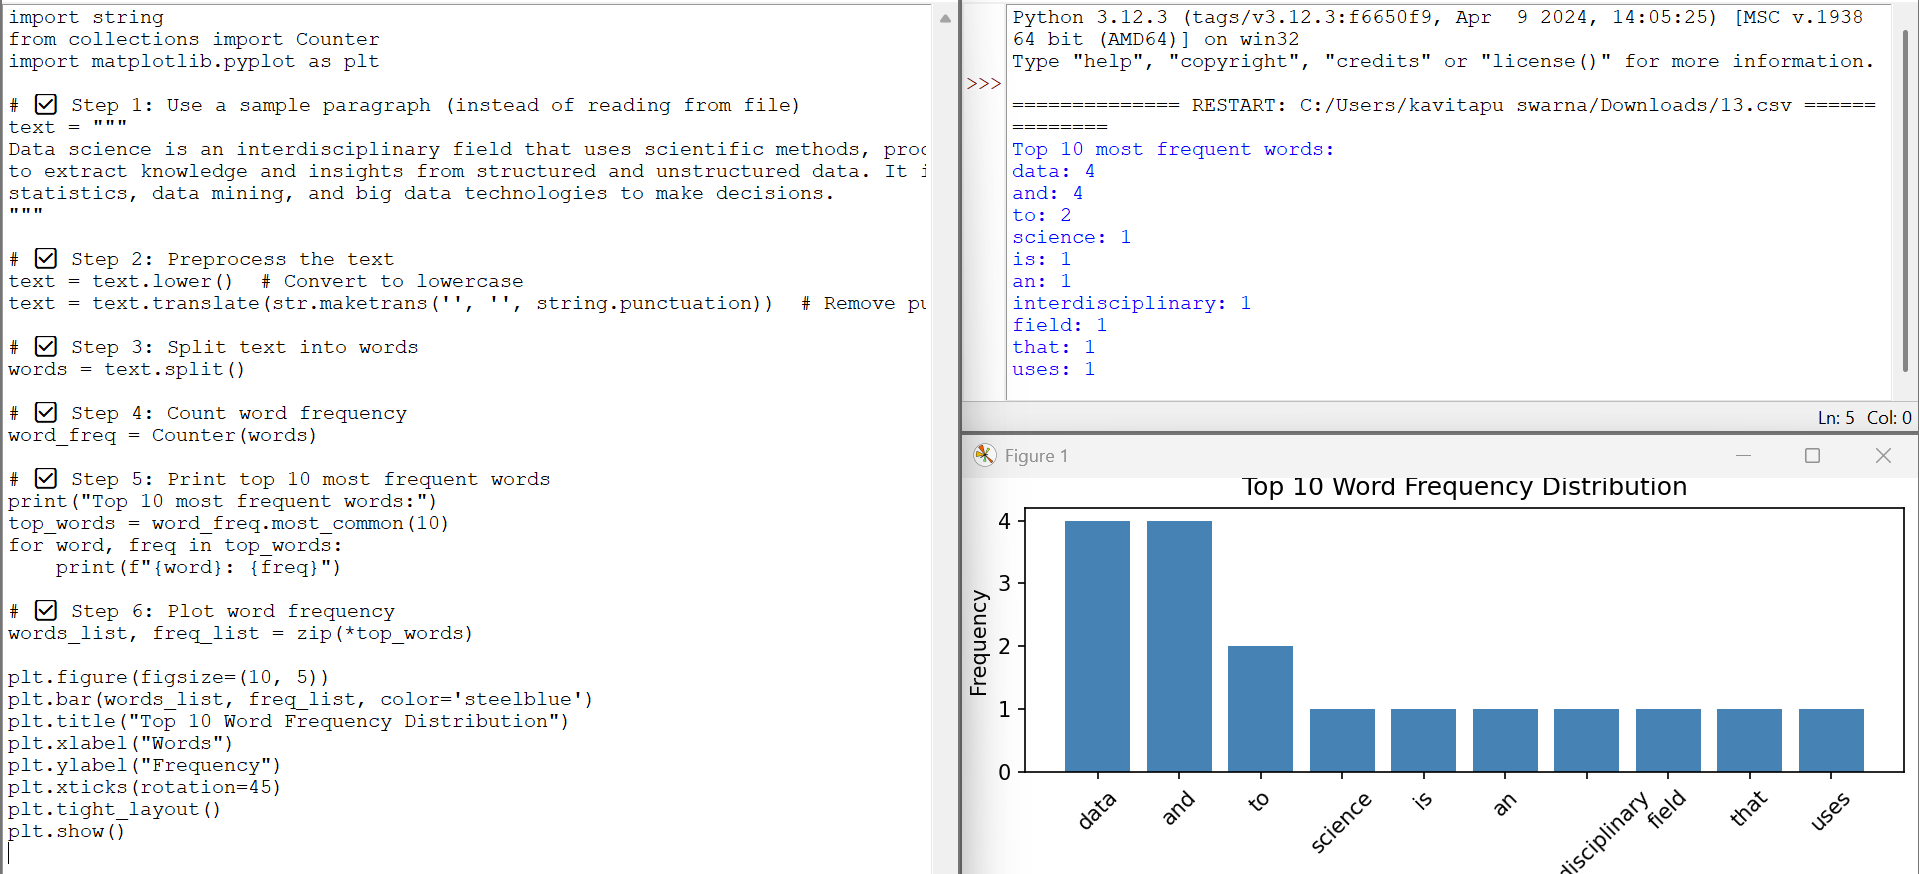 import string
from collections import Counter
import matplotlib.pyplot as plt
# ☑ Step 1: Use a sample paragraph (instead of reading from file)
text = """
Data science is an interdisciplinary field that uses scientific methods, proc
to extract knowledge and insights from structured and unstructured data. It i
statistics, data mining, and big data technologies to make decisions.
"""
# ☑ Step 2: Preprocess the text
text = text.lower()  # Convert to lowercase
text = text.translate(str.maketrans('', '', string.punctuation))  # Remove pu
# ☑ Step 3: Split text into words
words = text.split()
# ☑ Step 4: Count word frequency
word_freq = Counter(words)
# ☑ Step 5: Print top 10 most frequent words
print("Top 10 most frequent words:")
top_words = word_freq.most_common(10)
for word, freq in top_words:
    print(f"{word}: {freq}")
# ☑ Step 6: Plot word frequency
words_list, freq_list = zip(*top_words)
plt.figure(figsize=(10, 5))
plt.bar(words_list, freq_list, color='steelblue')
plt.title("Top 10 Word Frequency Distribution")
plt.xlabel("Words")
plt.ylabel("Frequency")
plt.xticks(rotation=45)
plt.tight_layout()
plt.show()
Python 3.12.3 (tags/v3.12.3:f6650f9, Apr  9 2024, 14:05:25) [MSC v.1938
64 bit (AMD64)] on win32
Type "help", "copyright", "credits" or "license()" for more information.
>>>
============== RESTART: C:/Users/kavitapu swarna/Downloads/13.csv ======
========
Top 10 most frequent words:
data: 4
and: 4
to: 2
science: 1
is: 1
an: 1
interdisciplinary: 1
field: 1
that: 1
uses: 1
Ln: 5  Col: 0
Figure 1
Top 10 Word Frequency Distribution
Frequency
4
3
2
1
0
data
and
to
science
is
an
disciplinary
field
that
uses